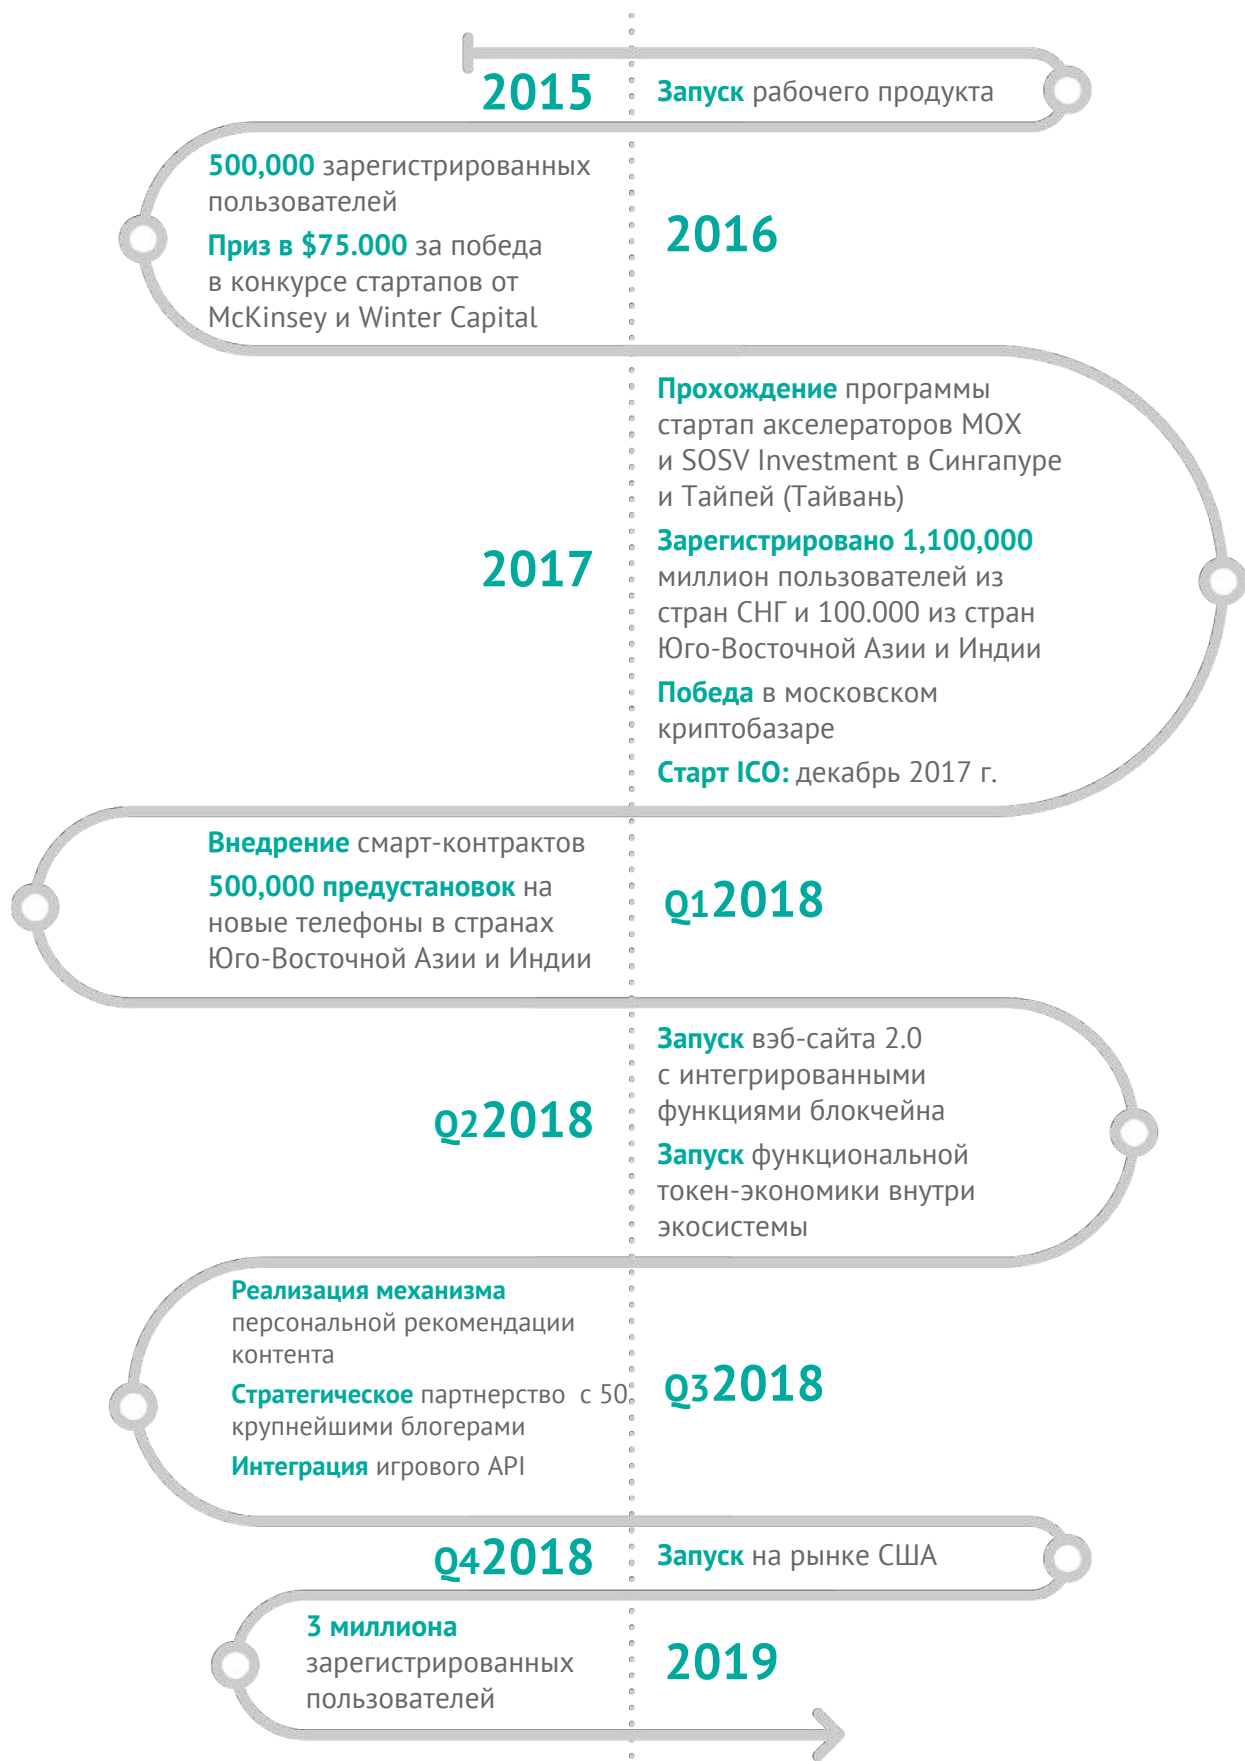 2015
Запуск рабочего продукта
500,000 зарегистрированных
пользователей
Приз в $75.000 за победа
в конкурсе стартапов от
McKinsey и Winter Capital
2016
Прохождение программы
стартап акселераторов MOX
и SOSV Investment в Сингапуре
и Тайпей (Тайвань)
2017
Зарегистрировано 1,100,000
миллион пользователей из
стран СНГ и 100.000 из стран
Юго-Восточной Азии и Индии
Победа в московском
криптобазаре
Старт ICO: декабрь 2017 г.
Внедрение смарт-контрактов
500,000 предустановок на
новые телефоны в странах
Юго-Восточной Азии и Индии
Q12018
Запуск вэб-сайта 2.0
с интегрированными
функциями блокчейна
Q22018
Запуск функциональной
токен-экономики внутри
экосистемы
Реализация механизма
персональной рекомендации
контента
Стратегическое партнерство с 50
крупнейшими блогерами
Интеграция игрового API
Q32018
Q42018
Запуск на рынке США
3 миллиона
зарегистрированных
пользователей
2019